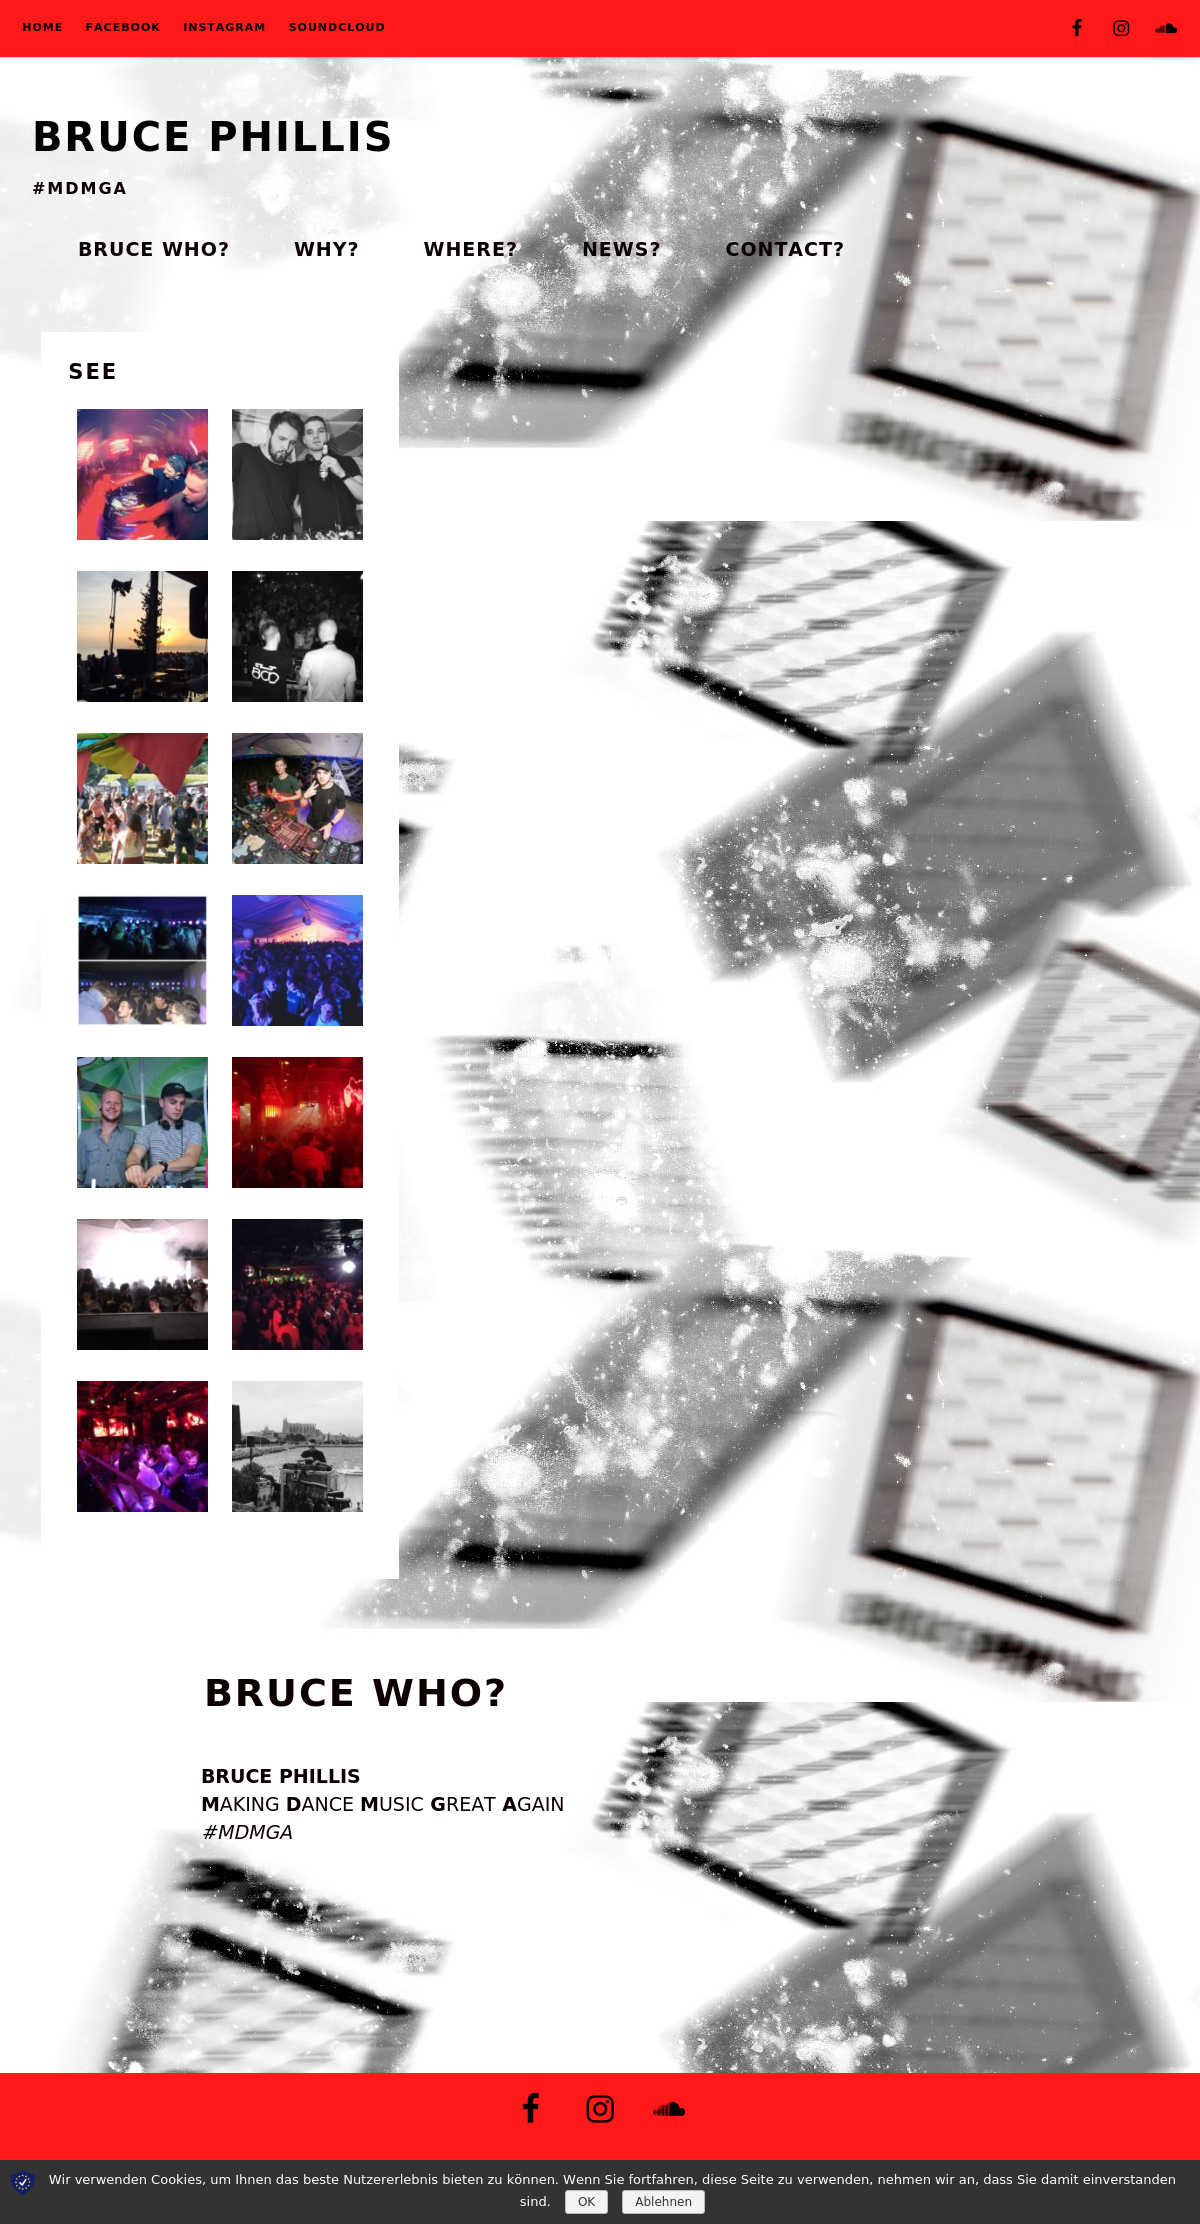 HOME FACEBOOK INSTAGRAM SOUNDCLOUD
BRUCE PHILLIS
#MDMGA
BRUCE WHO? WHY? WHERE? NEWS? CONTACT?
SEE
BRUCE WHO?
BRUCE PHILLIS
MAKING DANCE MUSIC GREAT AGAIN
#MDMGA
Wir verwenden Cookies, um Ihnen das beste Nutzererlebnis bieten zu können. Wenn Sie fortfahren, diese Seite zu verwenden, nehmen wir an, dass Sie damit einverstanden
sind. OK Ablehnen